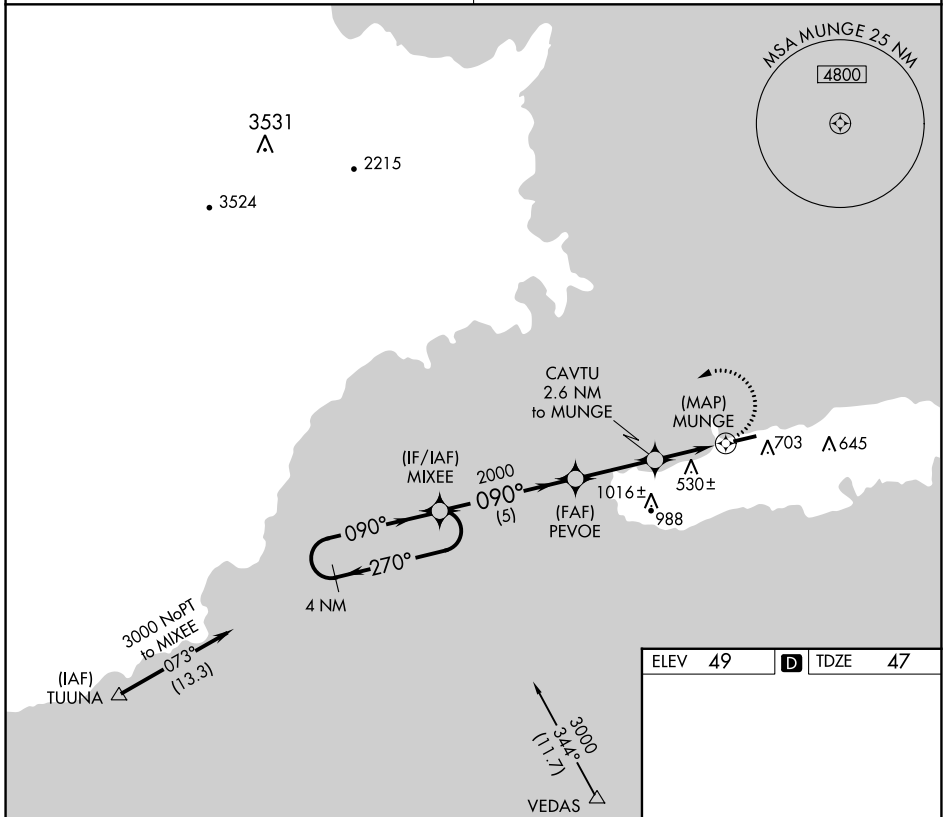 MSA MUNGE 25 NM
4800
3531
2215
3524
CAVTU
2.6 NM
to MUNGE
(MAP)
MUNGE
703
645
(IF/IAF)
MIXEE
2000
090°
(5)
1016±
530±
988
(FAF)
PEVOE
090°
270°
4 NM
3000 NoPT
to MIXEE
073°
(13.3)
(IAF)
TUUNA
3000
344°
(11.7)
VEDAS
ELEV 49 D TDZE 47